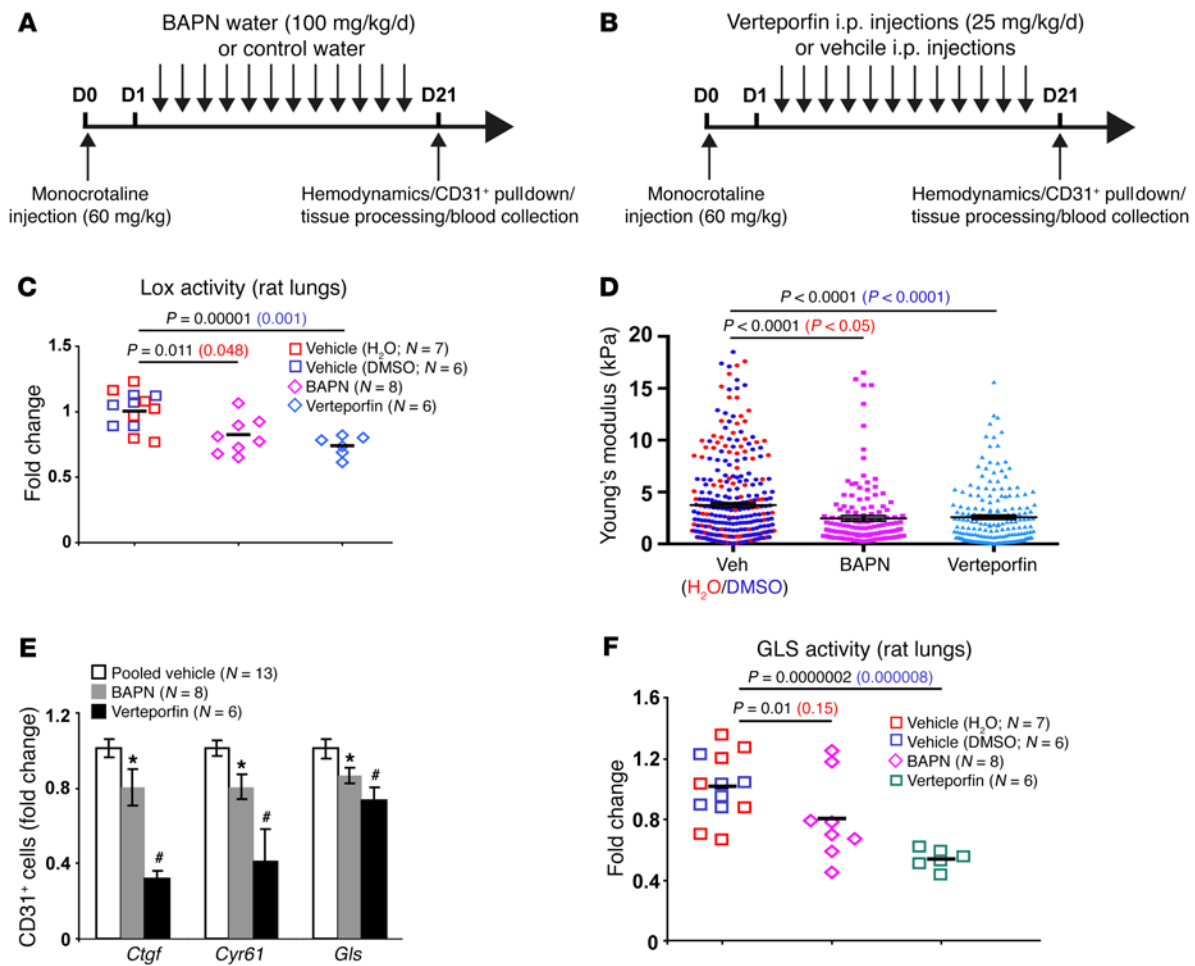 A
BAPN water (100 mg/kg/d)
or control water
D0
D1
D21
Monocrotaline
injection (60 mg/kg)
Hemodynamics/CD31⁺ pulldown/
tissue processing/blood collection
B
Verteporfin i.p. injections (25 mg/kg/d)
or vehcile i.p. injections
D0
D1
D21
Monocrotaline
injection (60 mg/kg)
Hemodynamics/CD31⁺ pulldown/
tissue processing/blood collection
C
Lox activity (rat lungs)
P = 0.00001 (0.001)
P = 0.011 (0.048)
Vehicle (H₂O; N = 7)
Vehicle (DMSO; N = 6)
BAPN (N = 8)
Verteporfin (N = 6)
Fold change
1.5
1
0.5
0
D
P < 0.0001 (P < 0.0001)
P < 0.0001 (P < 0.05)
Young's modulus (kPa)
20
15
10
5
0
Veh
(H₂O/DMSO)
BAPN
Verteporfin
E
Pooled vehicle (N = 13)
BAPN (N = 8)
Verteporfin (N = 6)
CD31⁺ cells (fold change)
1.2
0.8
0.4
0
*
#
*
#
*
#
Ctgf
Cyr61
Gls
F
GLS activity (rat lungs)
P = 0.0000002 (0.000008)
P = 0.01 (0.15)
Vehicle (H₂O; N = 7)
Vehicle (DMSO; N = 6)
BAPN (N = 8)
Verteporfin (N = 6)
Fold change
1.6
1.2
0.8
0.4
0